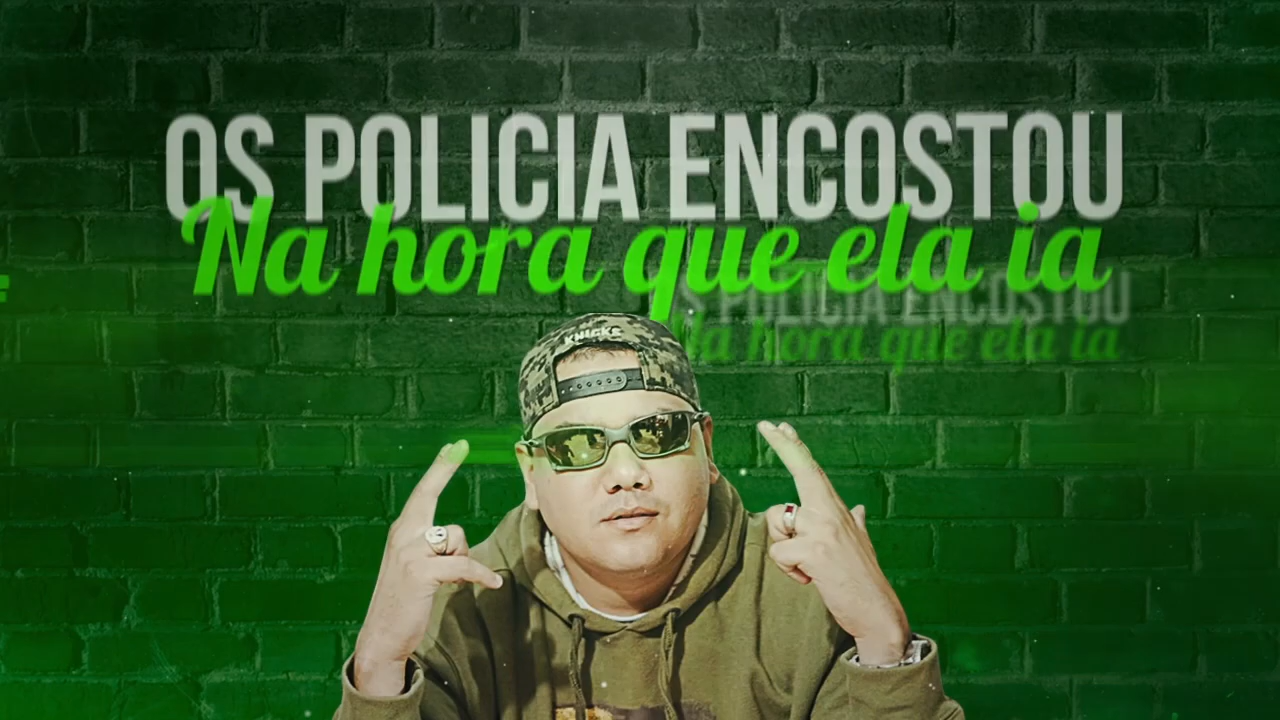 OS POLICIA ENCOSTOU
Na hora que ela ia
OS POLICIA ENCOSTOU
Na hora que ela ia
KNICKS